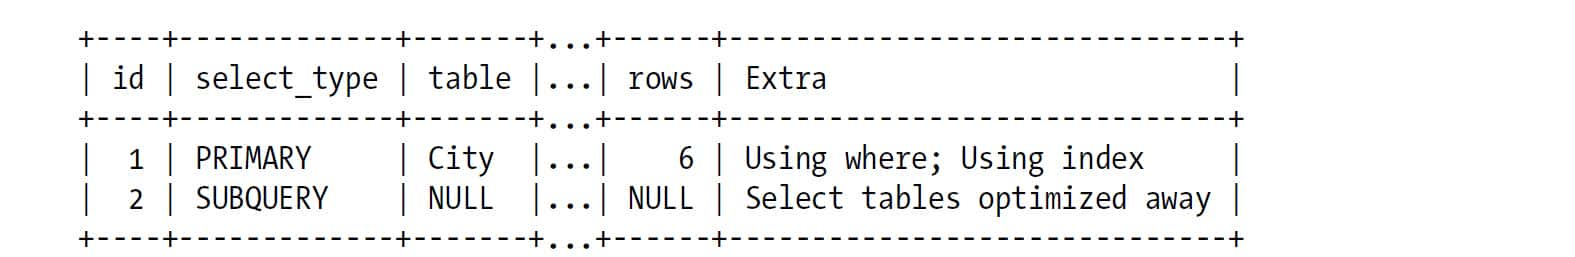 +----+-------------+-------+...+------+------------------------------+
| id | select_type | table |...| rows | Extra                        |
+----+-------------+-------+...+------+------------------------------+
|  1 | PRIMARY     | City  |...|    6 | Using where; Using index     |
|  2 | SUBQUERY    | NULL  |...| NULL | Select tables optimized away |
+----+-------------+-------+...+------+------------------------------+